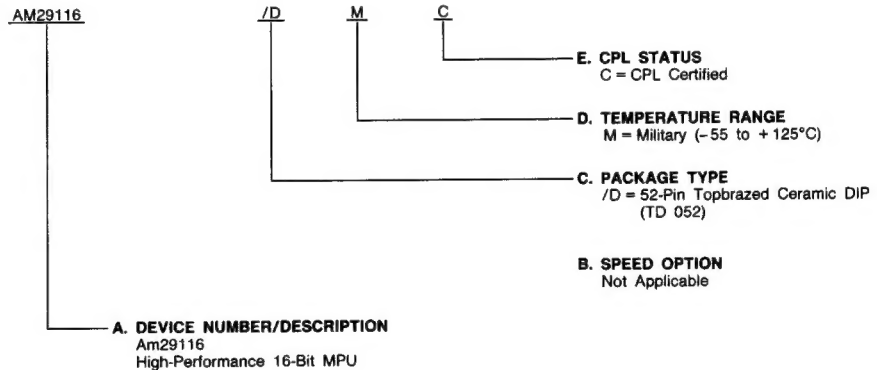 AM29116 /D M C
E. CPL STATUS
C = CPL Certified
D. TEMPERATURE RANGE
M = Military (-55 to +125°C)
C. PACKAGE TYPE
/D = 52-Pin Topbrazed Ceramic DIP
(TD 052)
B. SPEED OPTION
Not Applicable
A. DEVICE NUMBER/DESCRIPTION
Am29116
High-Performance 16-Bit MPU